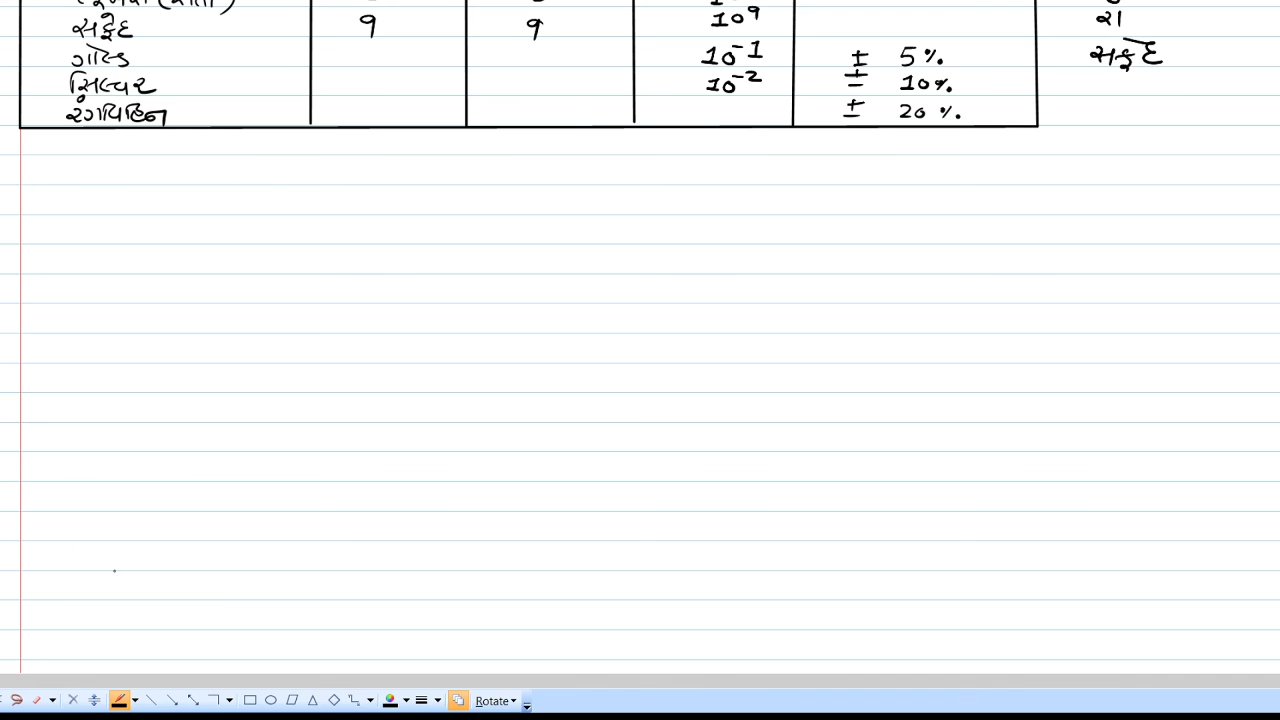 સફેદ 9 9 10⁹ રા
ગોલ્ડ 10⁻¹ ± 5 % સફેદ
સિલ્વર 10⁻² ± 10 %
રંગવિહિન ± 20 %
Rotate